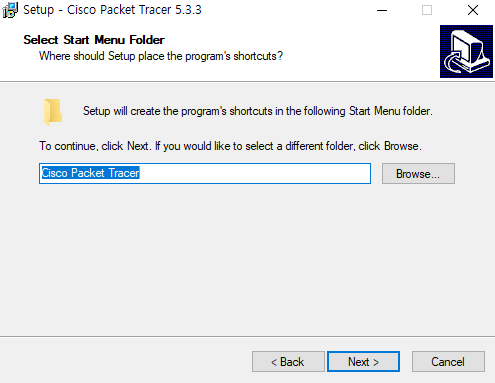 Setup - Cisco Packet Tracer 5.3.3
Select Start Menu Folder
Where should Setup place the program's shortcuts?
Setup will create the program's shortcuts in the following Start Menu folder.
To continue, click Next. If you would like to select a different folder, click Browse.
Cisco Packet Tracer
Browse...
< Back
Next >
Cancel